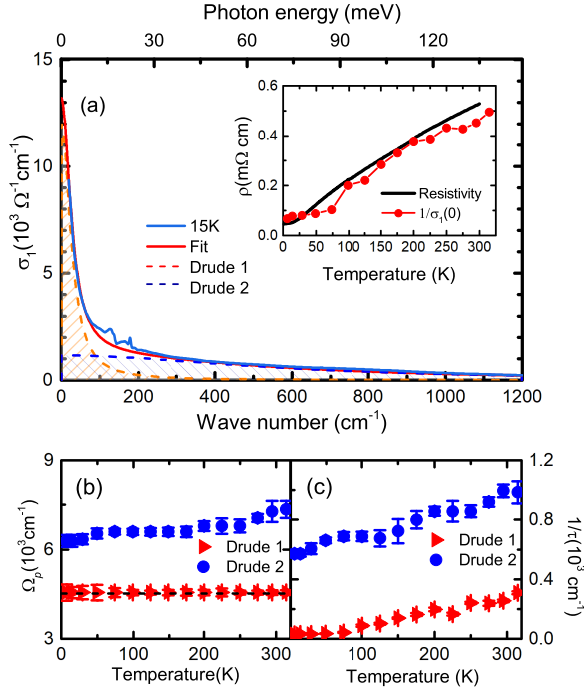 Photon energy (meV)
0 30 60 90 120
15
10
5
0
σ₁(10³ Ω⁻¹cm⁻¹)
(a)
15K
Fit
Drude 1
Drude 2
0.6
0.4
0.2
0.0
ρ(mΩ cm)
Resistivity
1/σ₁(0)
0 50 100 150 200 250 300
Temperature (K)
0 200 400 600 800 1000 1200
Wave number (cm⁻¹)
9
6
3
Ωₚ(10³cm⁻¹)
(b)
Drude 1
Drude 2
0 100 200 300
Temperature(K)
(c)
Drude 1
Drude 2
100 200 300
Temperature(K)
1.2
0.8
0.4
0.0
1/τ(10³ cm⁻¹)